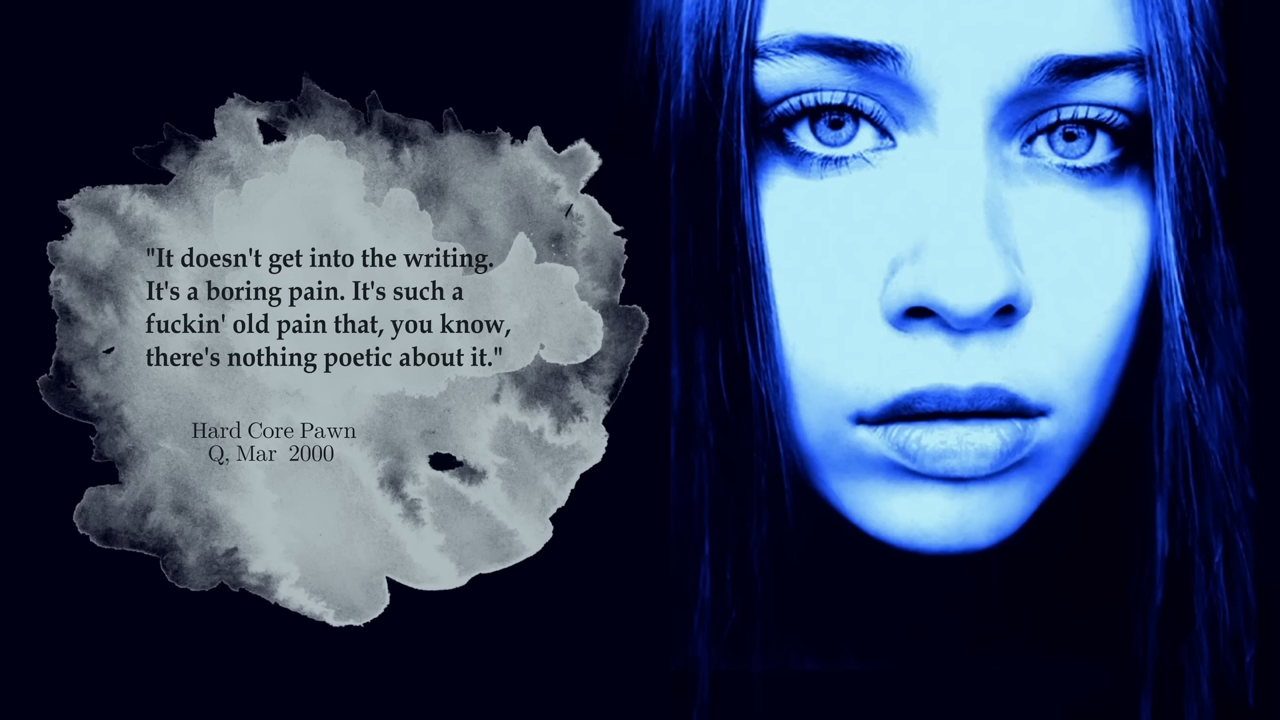 "It doesn't get into the writing.
It's a boring pain. It's such a
fuckin' old pain that, you know,
there's nothing poetic about it."
Hard Core Pawn
Q, Mar 2000